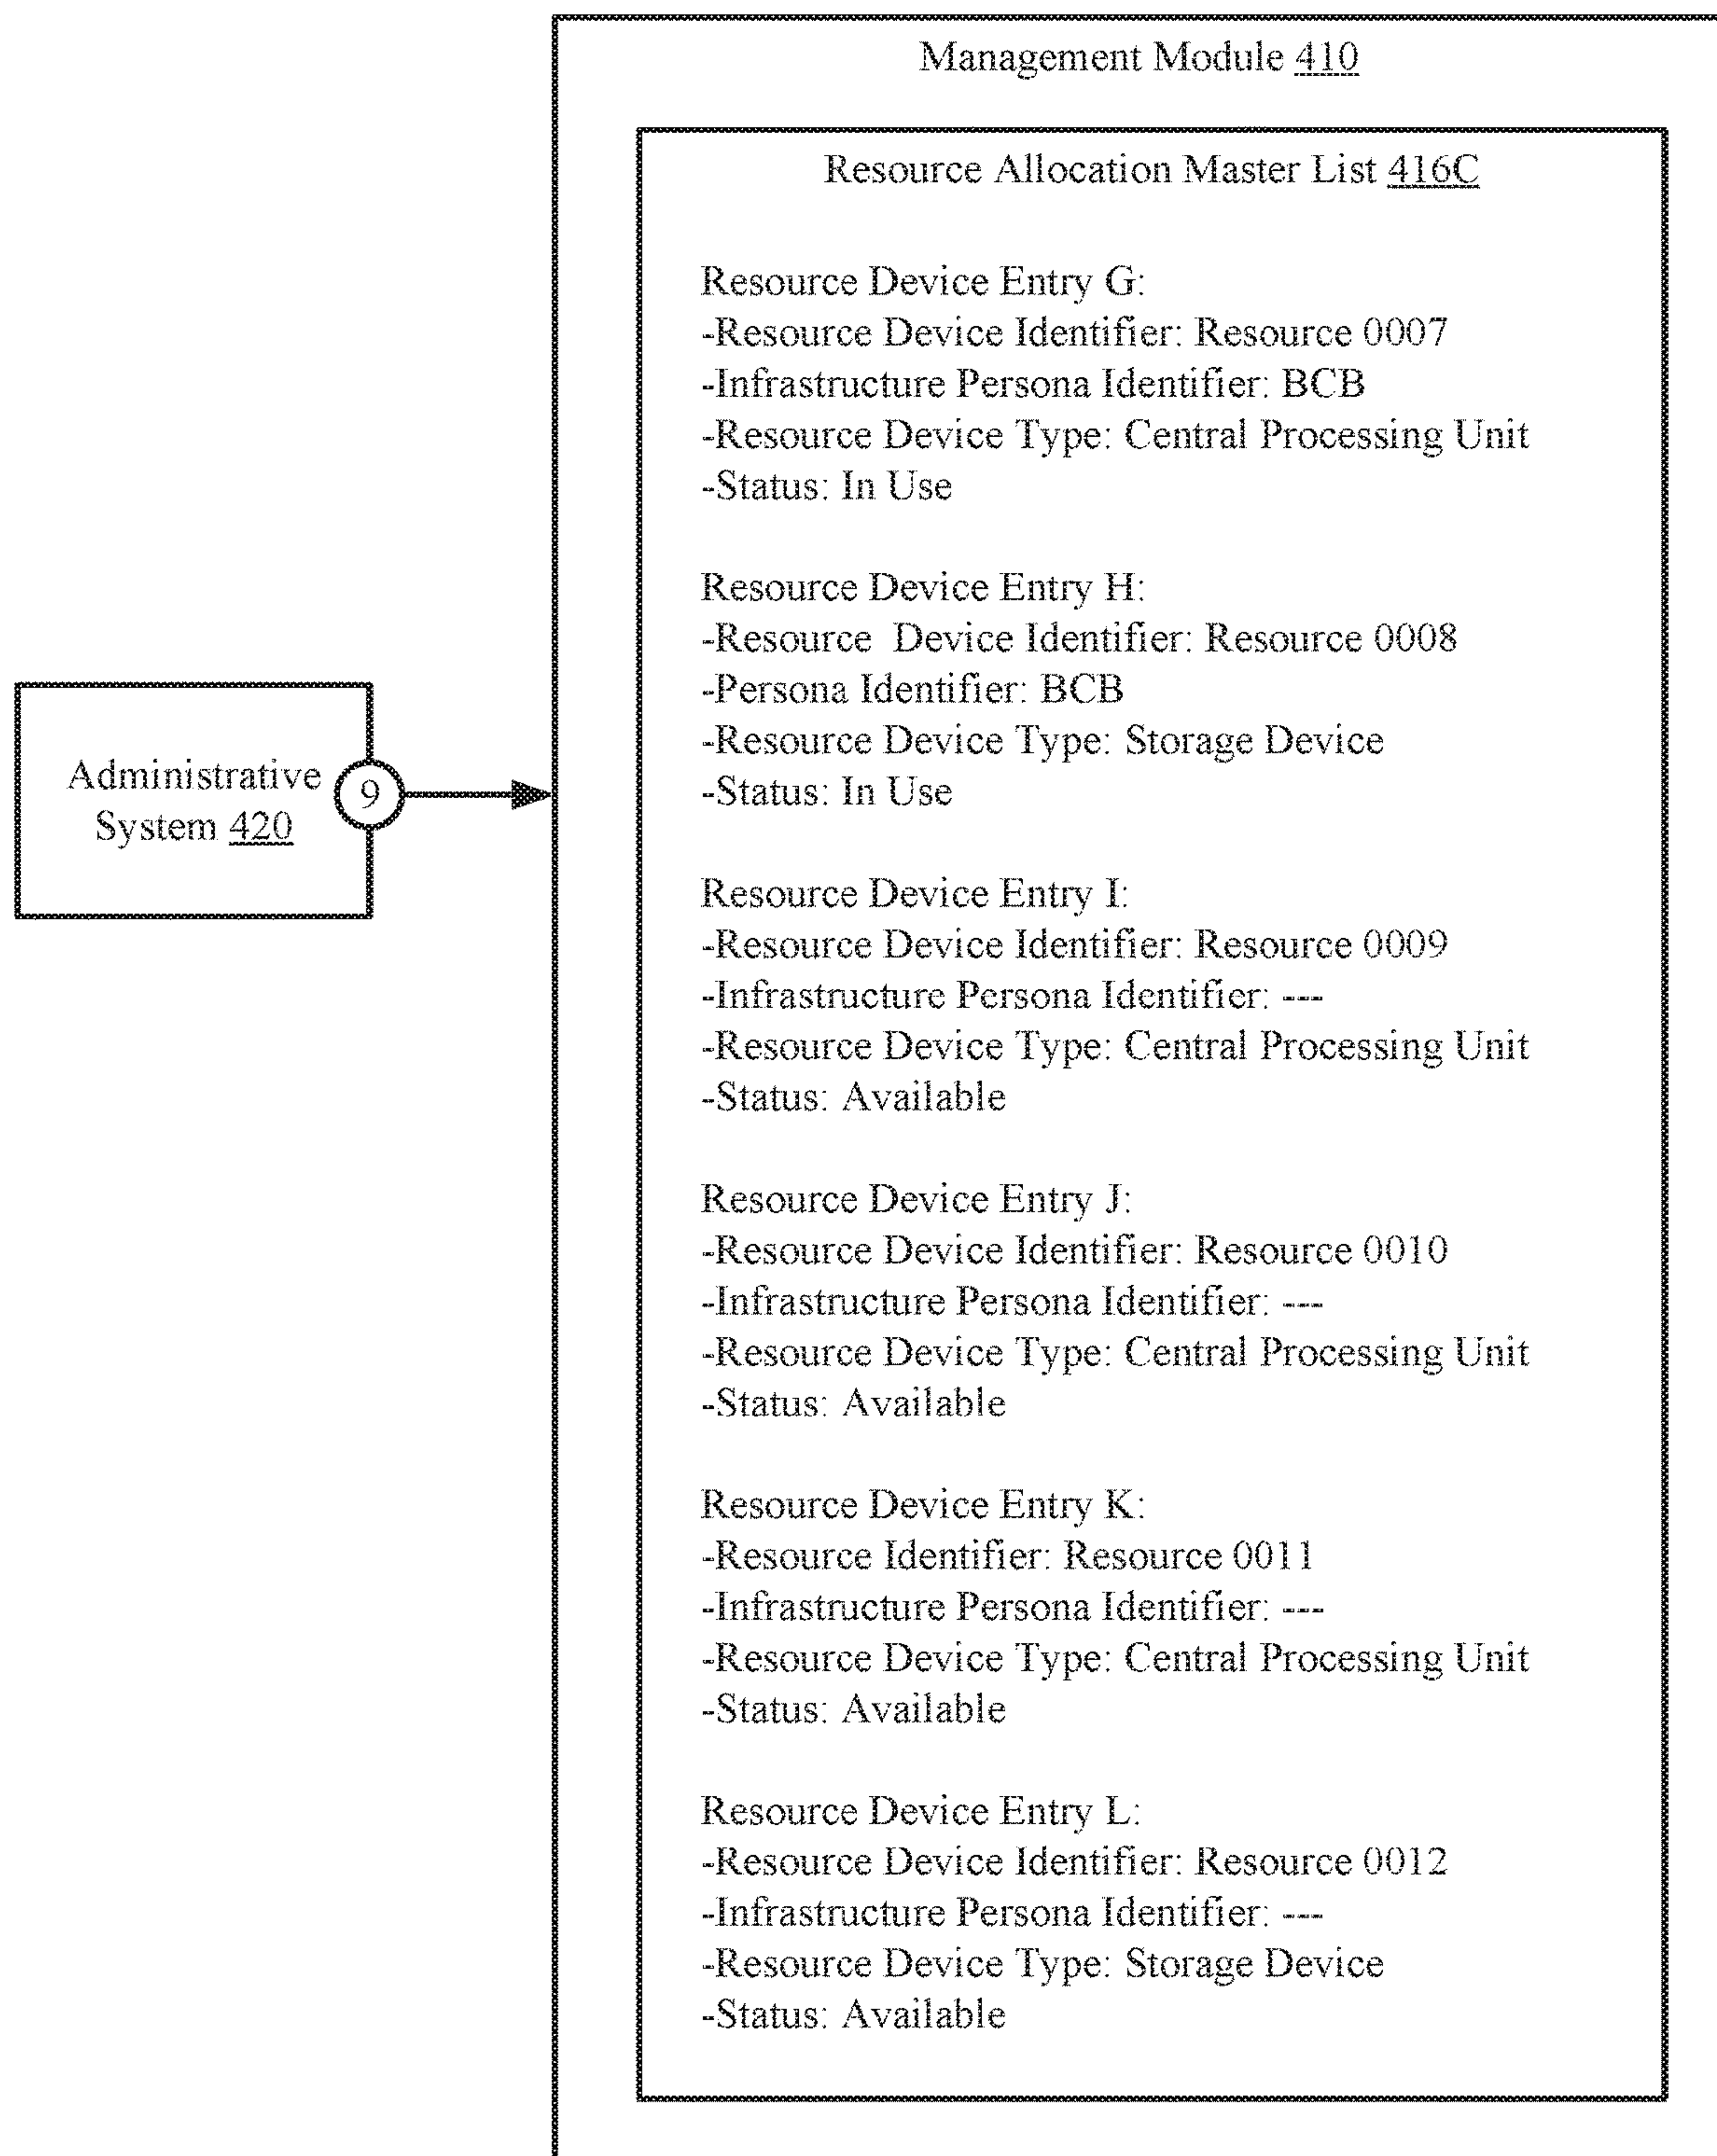 Management Module 410
Resource Allocation Master List 416C
Resource Device Entry G:
-Resource Device Identifier: Resource 0007
-Infrastructure Persona Identifier: BCB
-Resource Device Type: Central Processing Unit
-Status: In Use
Resource Device Entry H:
-Resource  Device Identifier: Resource 0008
-Persona Identifier: BCB
-Resource Device Type: Storage Device
-Status: In Use
Administrative
System 420
9
Resource Device Entry I:
-Resource Device Identifier: Resource 0009
-Infrastructure Persona Identifier: ---
-Resource Device Type: Central Processing Unit
-Status: Available
Resource Device Entry J:
-Resource Device Identifier: Resource 0010
-Infrastructure Persona Identifier: ---
-Resource Device Type: Central Processing Unit
-Status: Available
Resource Device Entry K:
-Resource Identifier: Resource 0011
-Infrastructure Persona Identifier: ---
-Resource Device Type: Central Processing Unit
-Status: Available
Resource Device Entry L:
-Resource Device Identifier: Resource 0012
-Infrastructure Persona Identifier: ---
-Resource Device Type: Storage Device
-Status: Available